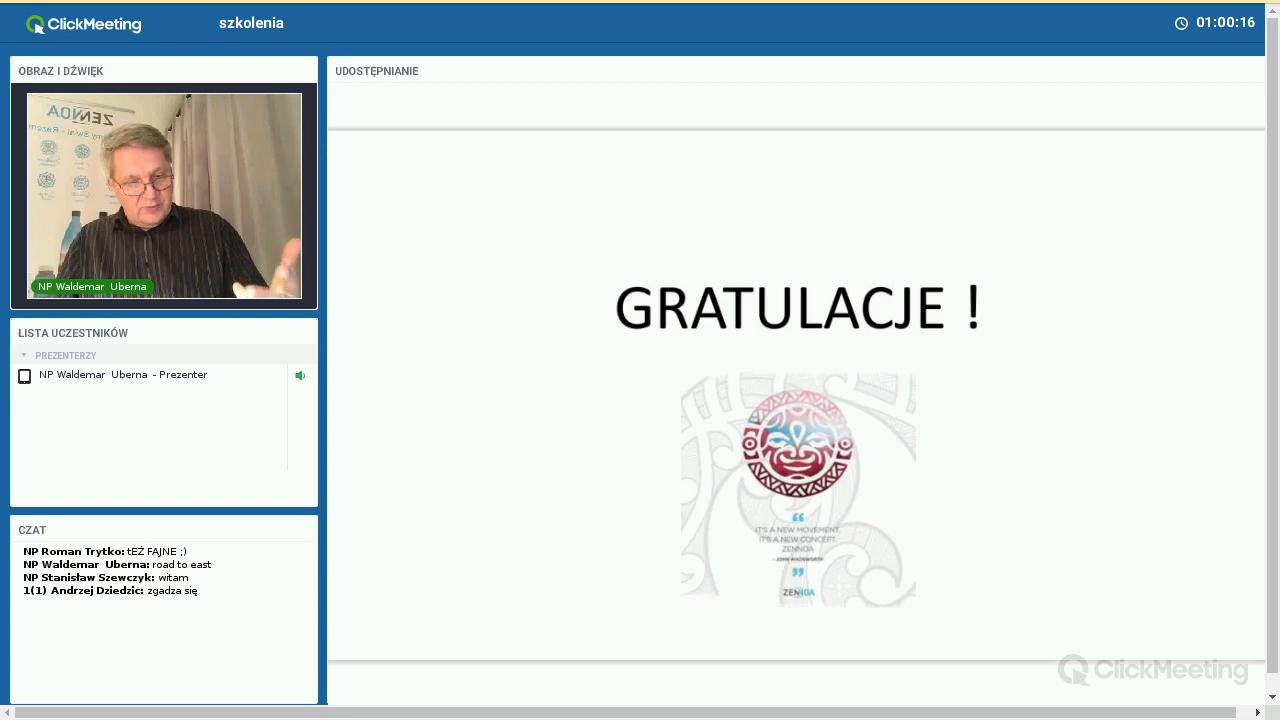 ClickMeeting
szkolenia
01:00:16
OBRAZ I DŹWIĘK
ZENNOA
NP Waldemar Uberna
LISTA UCZESTNIKÓW
PREZENTERZY
NP Waldemar Uberna - Prezenter
CZAT
NP Roman Trytko: tEŻ FAJNE ;)
NP Waldemar Uberna: road to east
NP Stanisław Szewczyk: witam
1(1) Andrzej Dziedzic: zgadza się
UDOSTĘPNIANIE
GRATULACJE !
“
IT'S A NEW MOVEMENT.
IT'S A NEW CONCEPT.
ZENNOA
- JOHN WADSWORTH
”
ZENNOA
ClickMeeting